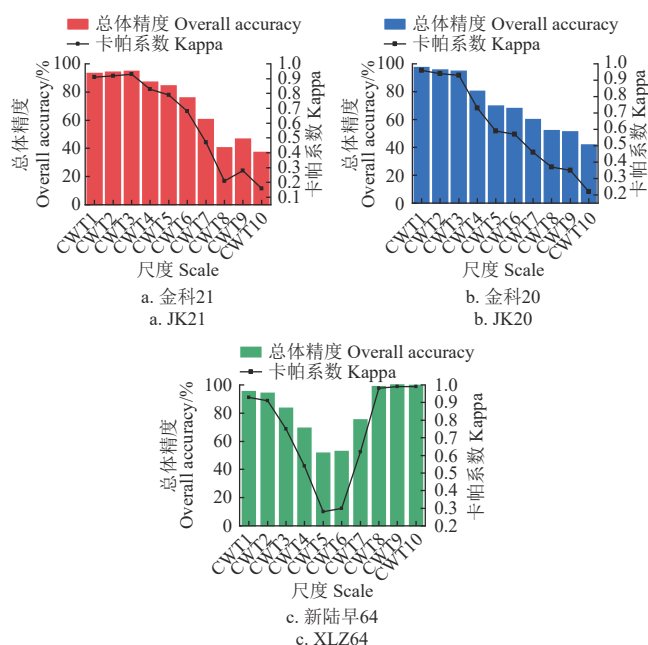 总体精度 Overall accuracy
卡帕系数 Kappa
总体精度
Overall accuracy/%
100
80
60
40
20
0
1.0
0.9
0.8
0.7
0.6
0.5
0.4
0.3
0.2
0.1
卡帕系数 Kappa
CWT1
CWT2
CWT3
CWT4
CWT5
CWT6
CWT7
CWT8
CWT9
CWT10
尺度 Scale
a. 金科21
a. JK21
总体精度 Overall accuracy
卡帕系数 Kappa
总体精度
Overall accuracy/%
100
80
60
40
20
0
1.0
0.9
0.8
0.7
0.6
0.5
0.4
0.3
0.2
卡帕系数 Kappa
CWT1
CWT2
CWT3
CWT4
CWT5
CWT6
CWT7
CWT8
CWT9
CWT10
尺度 Scale
b. 金科20
b. JK20
总体精度 Overall accuracy
卡帕系数 Kappa
总体精度
Overall accuracy/%
100
80
60
40
20
0
1.0
0.9
0.8
0.7
0.6
0.5
0.4
0.3
0.2
卡帕系数 Kappa
CWT1
CWT2
CWT3
CWT4
CWT5
CWT6
CWT7
CWT8
CWT9
CWT10
尺度 Scale
c. 新陆早64
c. XLZ64